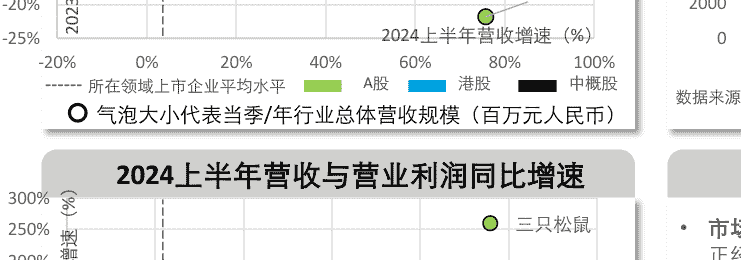 -20%
2023
2000
-25%
2024上半年营收增速（%）
0
-20% 0% 20% 40% 60% 80% 100%
所在领域上市企业平均水平 A股 港股 中概股
数据来源
气泡大小代表当季/年行业总体营收规模（百万元人民币）
2024上半年营收与营业利润同比增速
300%
三只松鼠
250%
增速（%）
• 市场
200%